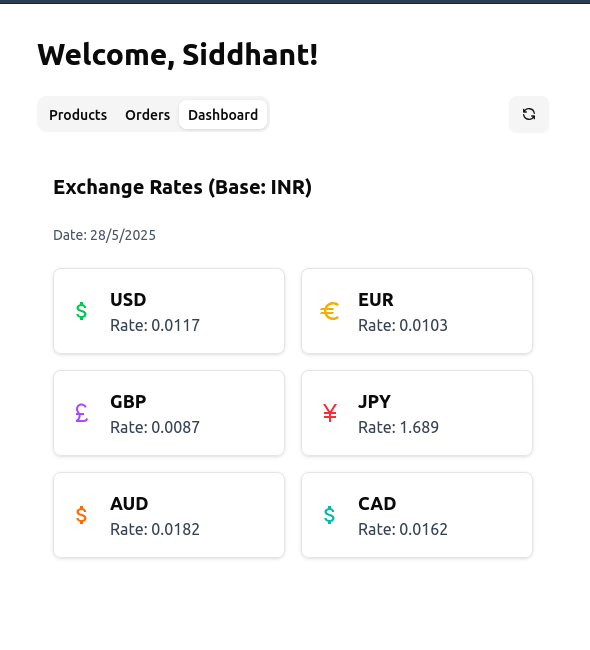 Welcome, Siddhant!
Products Orders Dashboard
Exchange Rates (Base: INR)
Date: 28/5/2025
$
USD
Rate: 0.0117
€
EUR
Rate: 0.0103
£
GBP
Rate: 0.0087
¥
JPY
Rate: 1.689
$
AUD
Rate: 0.0182
$
CAD
Rate: 0.0162